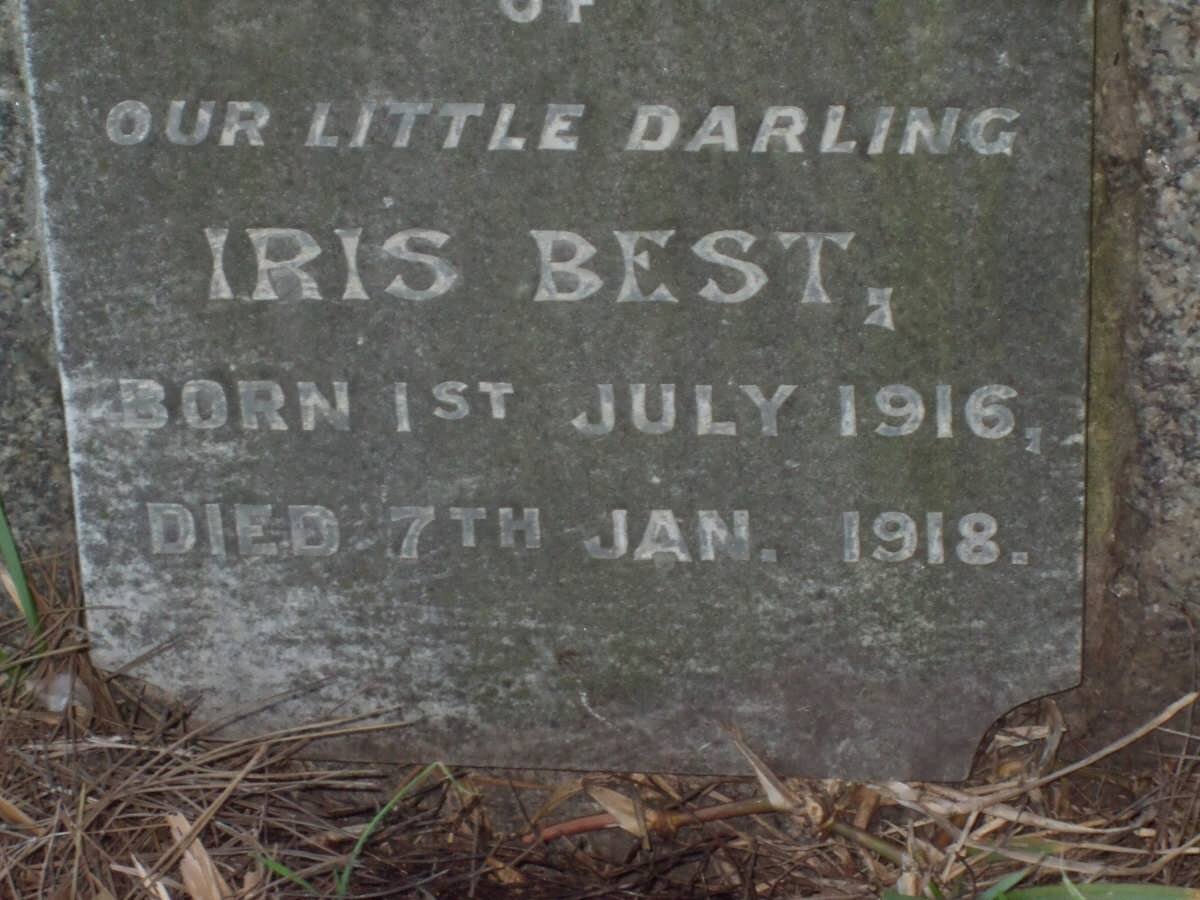 OF
OUR LITTLE DARLING
IRIS BEST,
BORN 1ST JULY 1916,
DIED 7TH JAN. 1918.